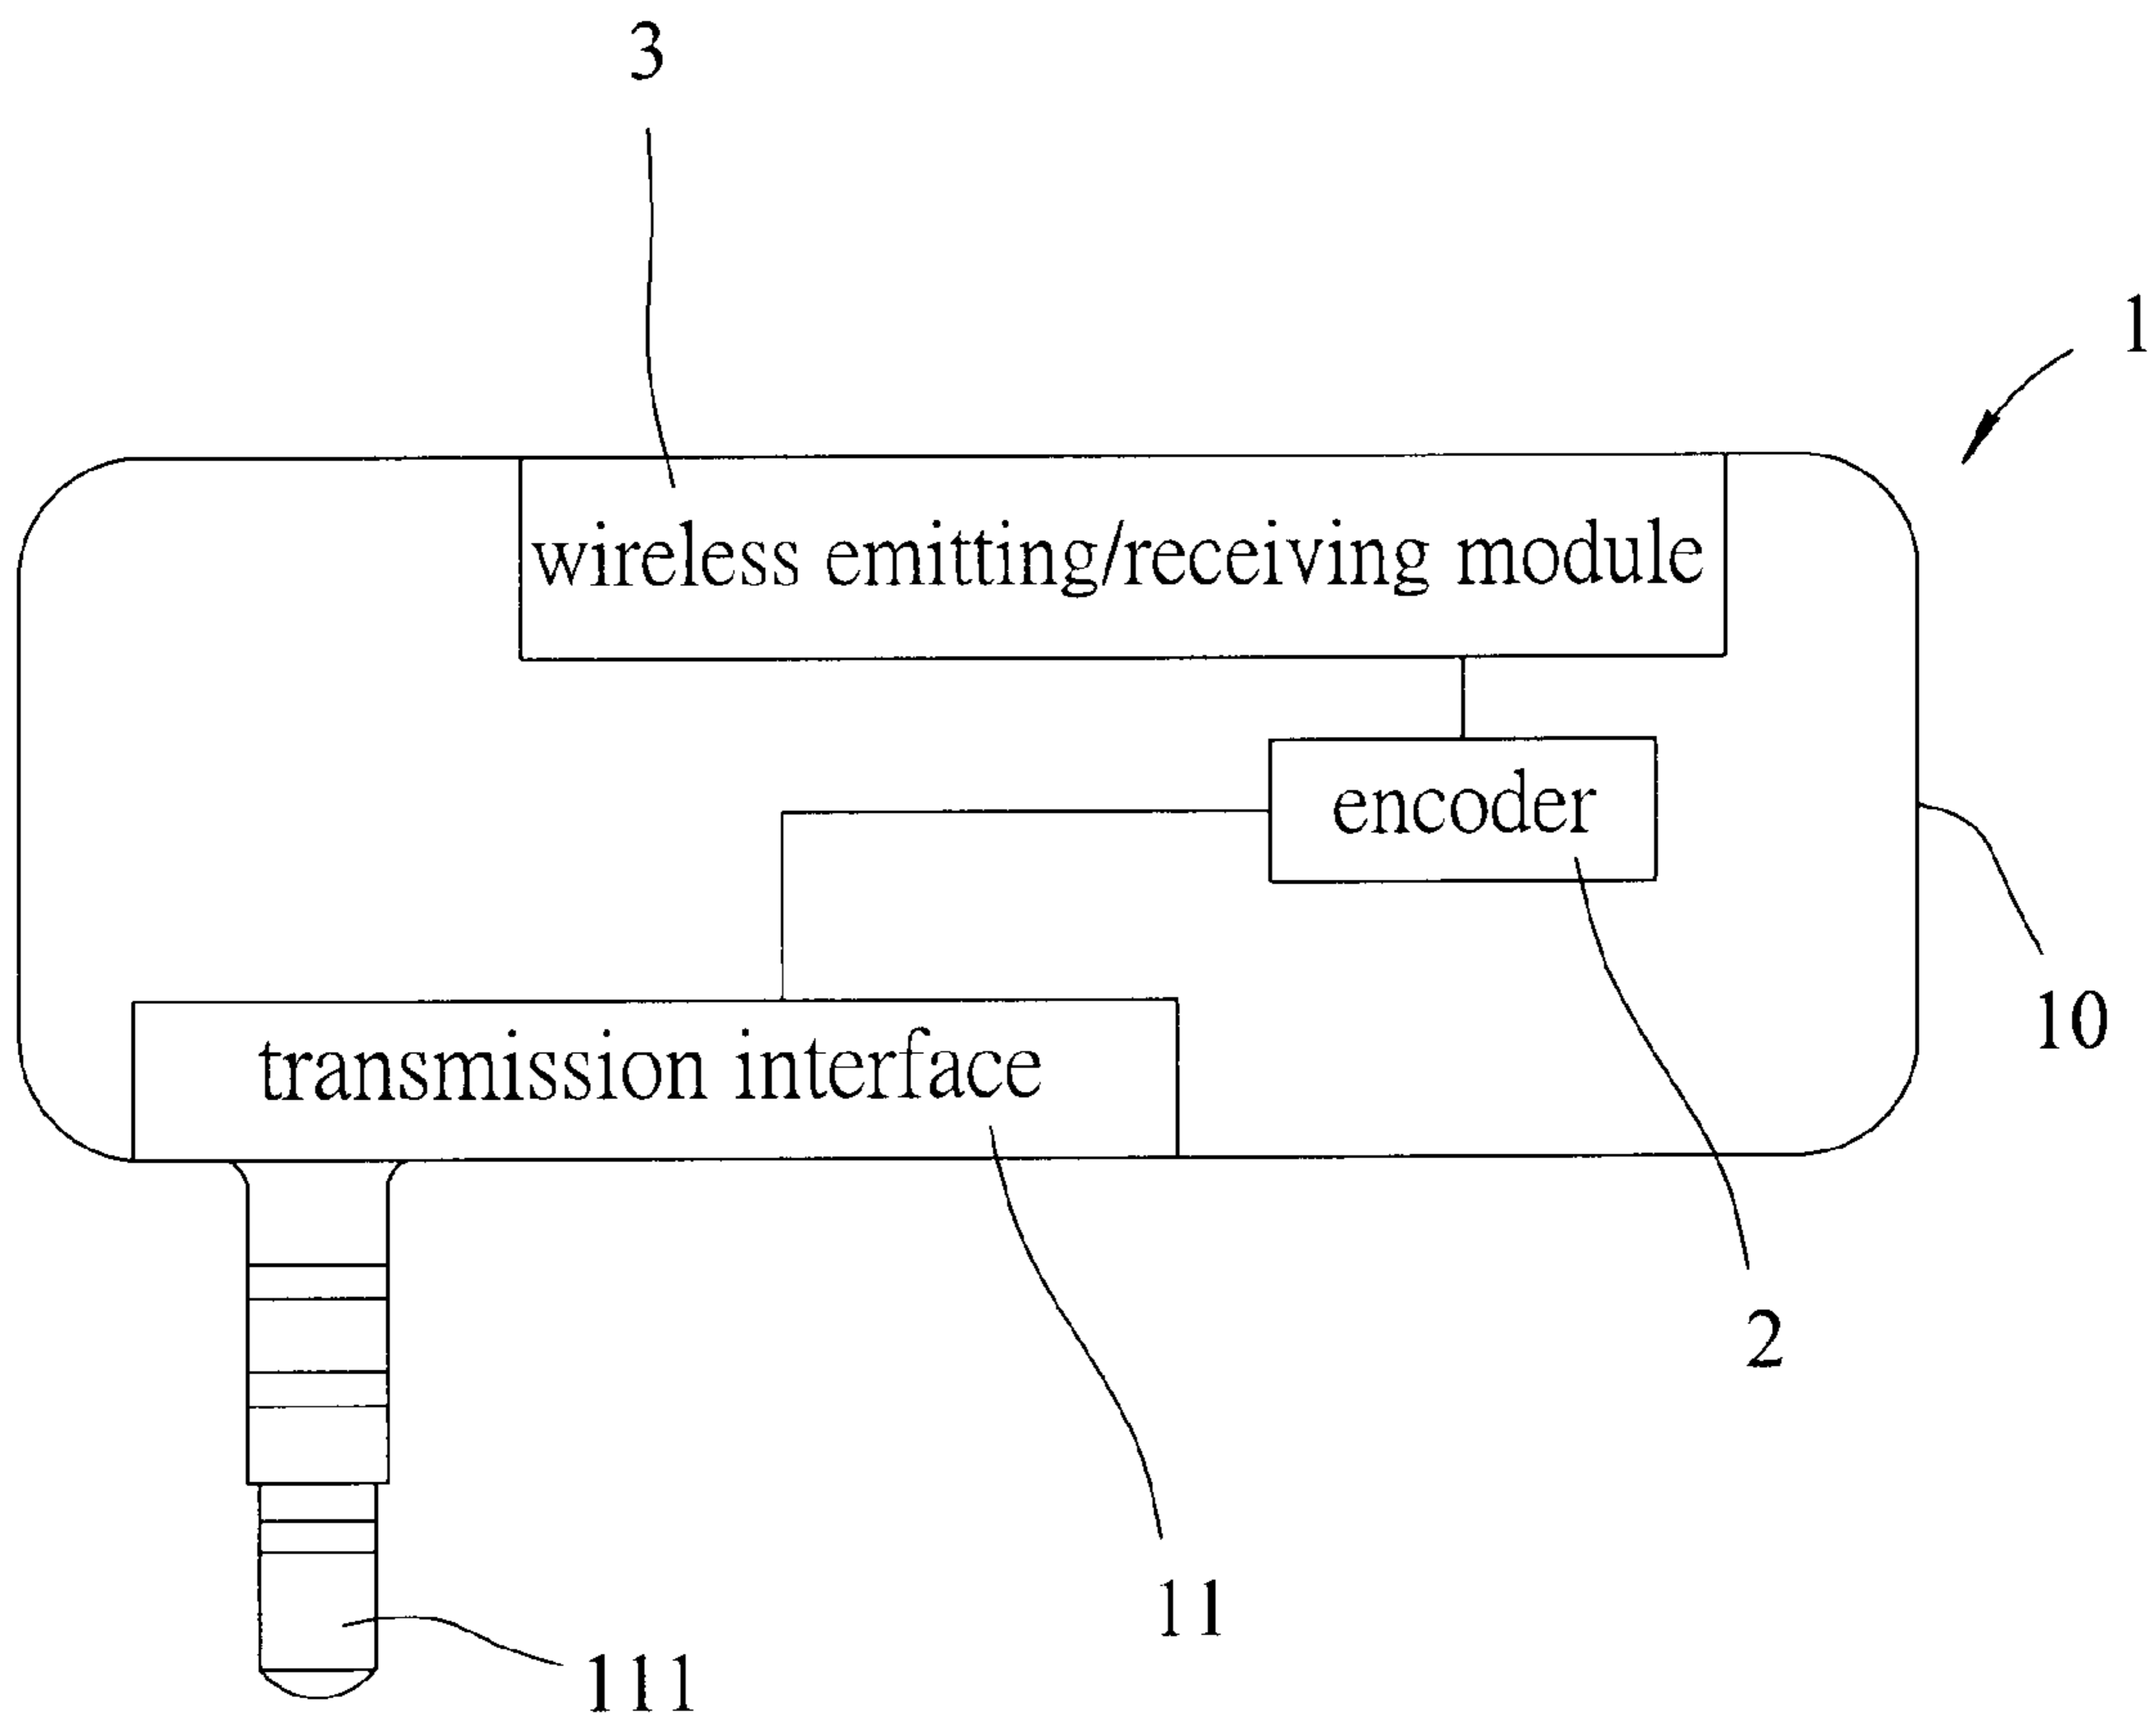 3
1
wireless emitting/receiving module
encoder
10
transmission interface
2
11
111